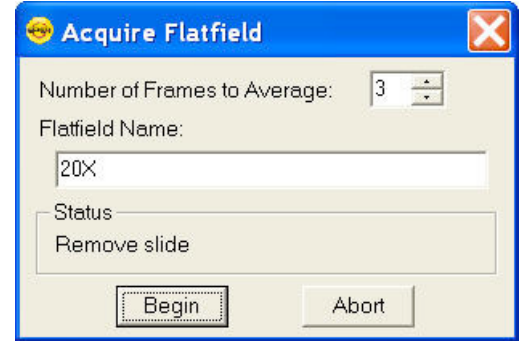 Acquire Flatfield
Number of Frames to Average: 3
Flatfield Name:
20X
Status
Remove slide
Begin Abort